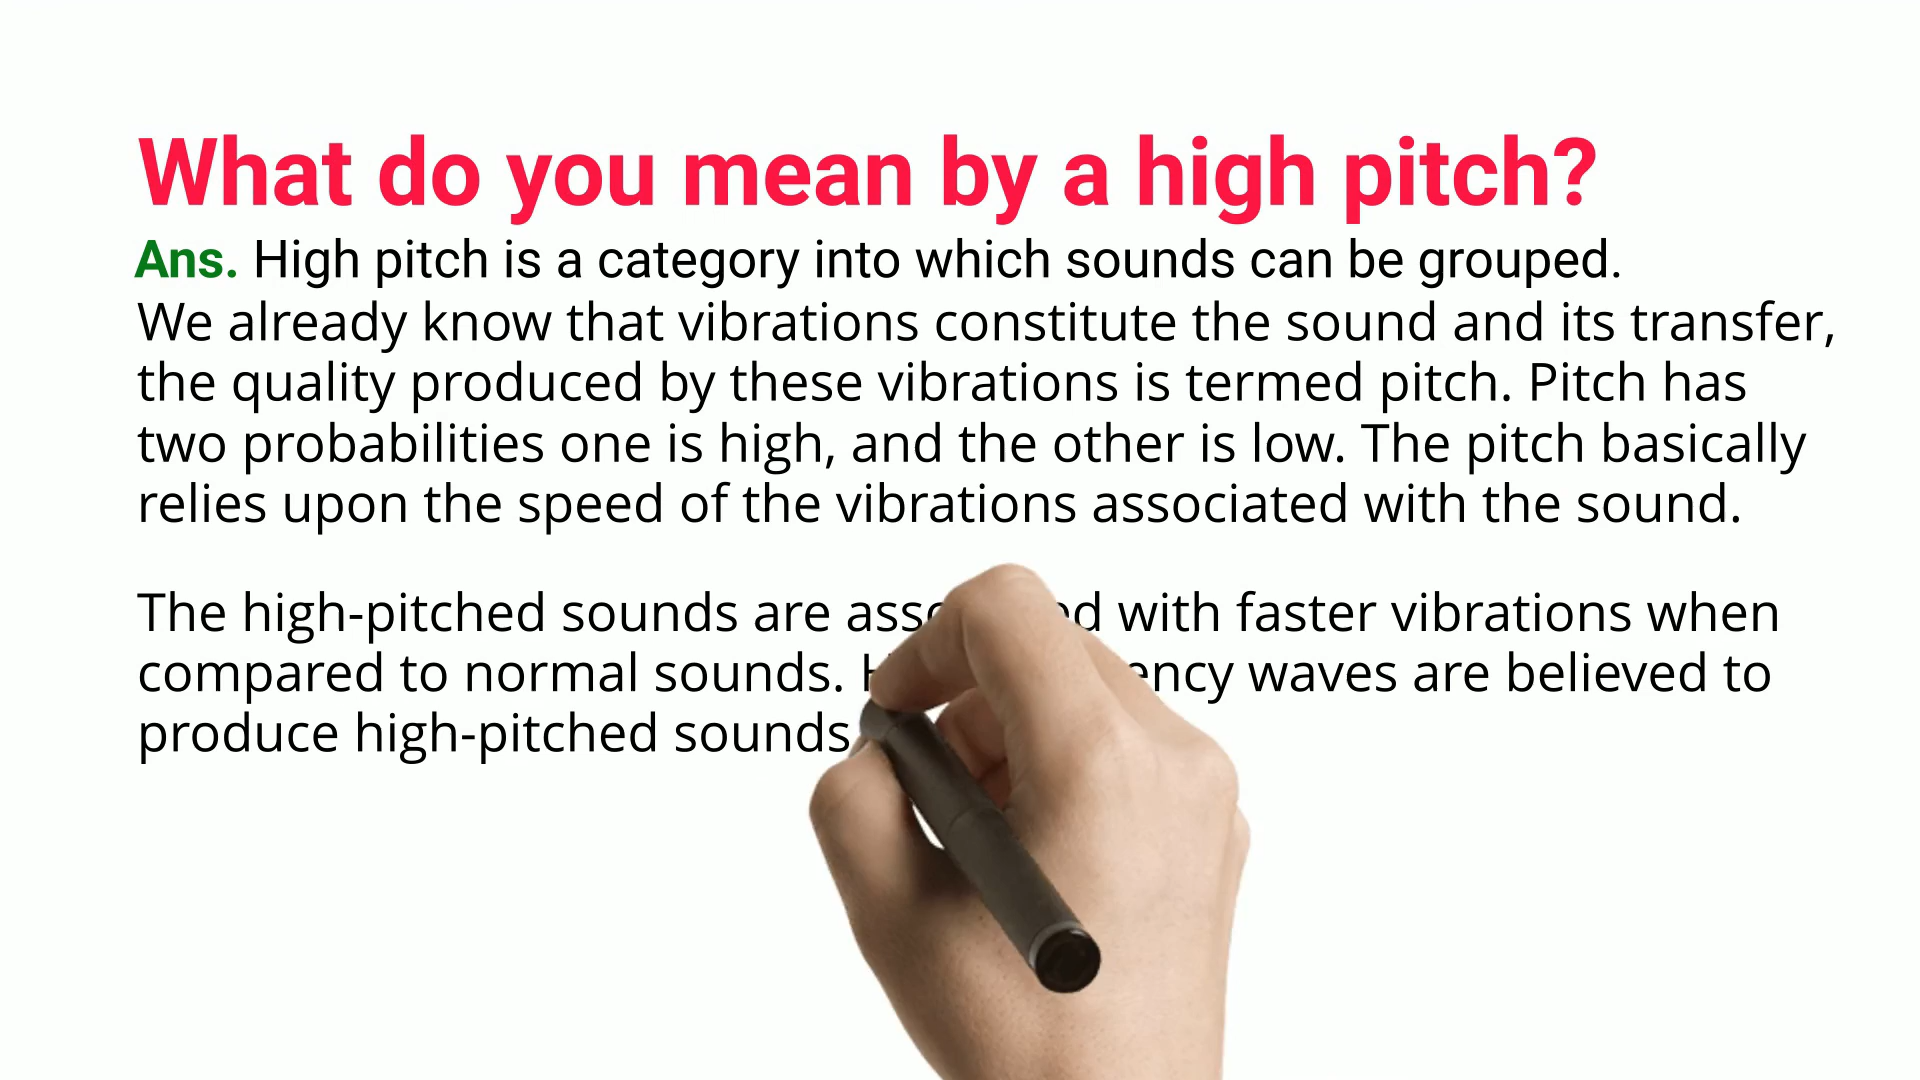 What do you mean by a high pitch?
Ans. High pitch is a category into which sounds can be grouped.
We already know that vibrations constitute the sound and its transfer,
the quality produced by these vibrations is termed pitch. Pitch has
two probabilities one is high, and the other is low. The pitch basically
relies upon the speed of the vibrations associated with the sound.
The high-pitched sounds are with faster vibrations when
compared to normal sounds. waves are believed to
produce high-pitched sounds